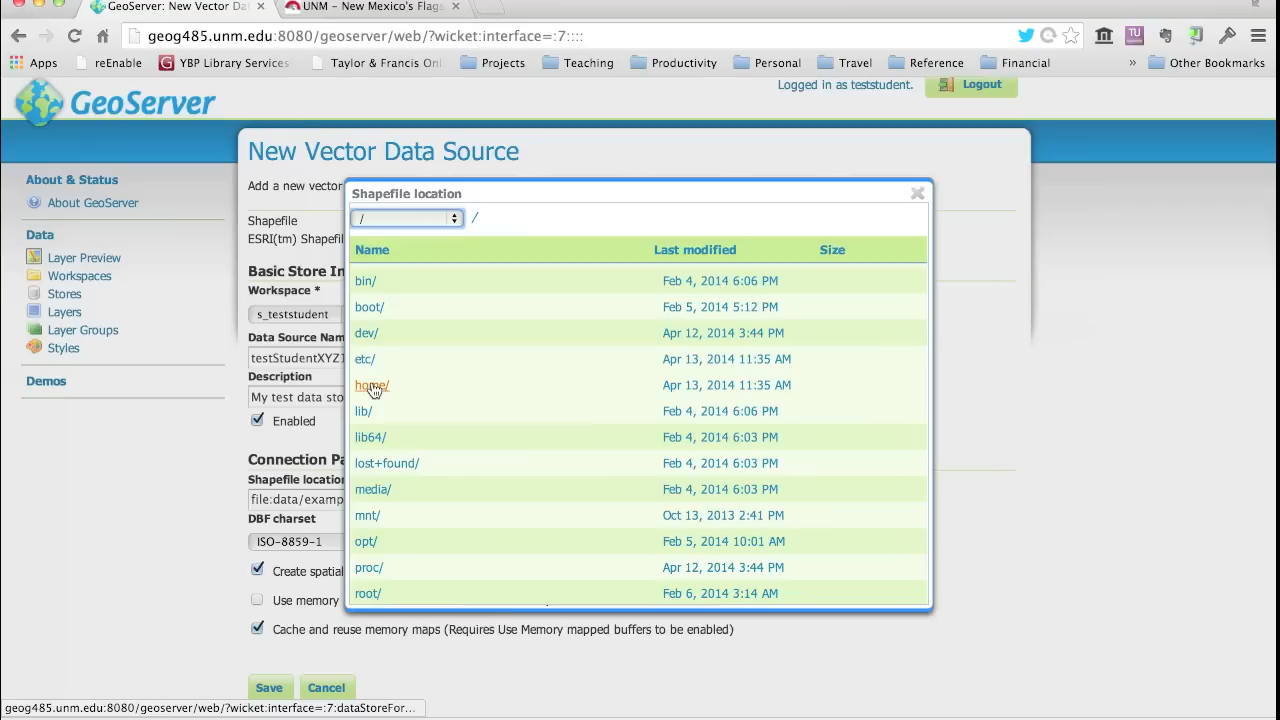 GeoServer: New Vector Dat
UNM – New Mexico's Flags
geog485.unm.edu:8080/geoserver/web/?wicket:interface=:7::::
Apps reEnable YBP Library Service Taylor & Francis On Projects Teaching Productivity Personal Travel Reference Financial » Other Bookmarks
GeoServer
Logged in as teststudent. Logout
New Vector Data Source
About & Status
About GeoServer
Data
Layer Preview
Workspaces
Stores
Layers
Layer Groups
Styles
Demos
Add a new vector
Shapefile
ESRI(tm) Shapefil
Basic Store In
Workspace *
s_teststudent
Data Source Nam
testStudentXYZ1
Description
My test data sto
Enabled
Connection Pa
Shapefile location
file:data/examp
DBF charset
ISO-8859-1
Create spatial
Use memory
Cache and reuse memory maps (Requires Use Memory mapped buffers to be enabled)
Save Cancel
Shapefile location
/ /
Name Last modified Size
bin/ Feb 4, 2014 6:06 PM
boot/ Feb 5, 2014 5:12 PM
dev/ Apr 12, 2014 3:44 PM
etc/ Apr 13, 2014 11:35 AM
home/ Apr 13, 2014 11:35 AM
lib/ Feb 4, 2014 6:06 PM
lib64/ Feb 4, 2014 6:03 PM
lost+found/ Feb 4, 2014 6:03 PM
media/ Feb 4, 2014 6:03 PM
mnt/ Oct 13, 2013 2:41 PM
opt/ Feb 5, 2014 10:01 AM
proc/ Apr 12, 2014 3:44 PM
root/ Feb 6, 2014 3:14 AM
geog485.unm.edu:8080/geoserver/web/?wicket:interface=:7:dataStoreFor...